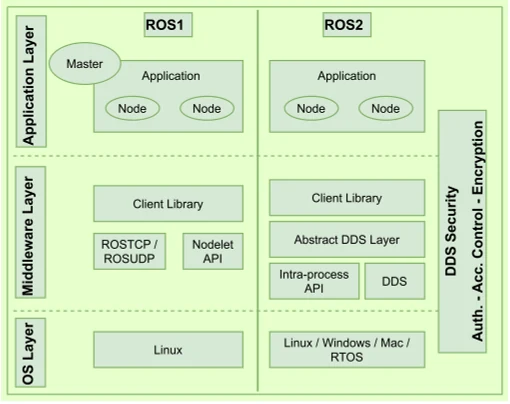 ROS1
ROS2
Application Layer
Master
Application
Node
Node
Application
Node
Node
Middleware Layer
Client Library
ROSTCP /
ROSUDP
Nodelet
API
Client Library
Abstract DDS Layer
Intra-process
API
DDS
DDS Security
Auth. - Acc. Control - Encryption
OS Layer
Linux
Linux / Windows / Mac /
RTOS